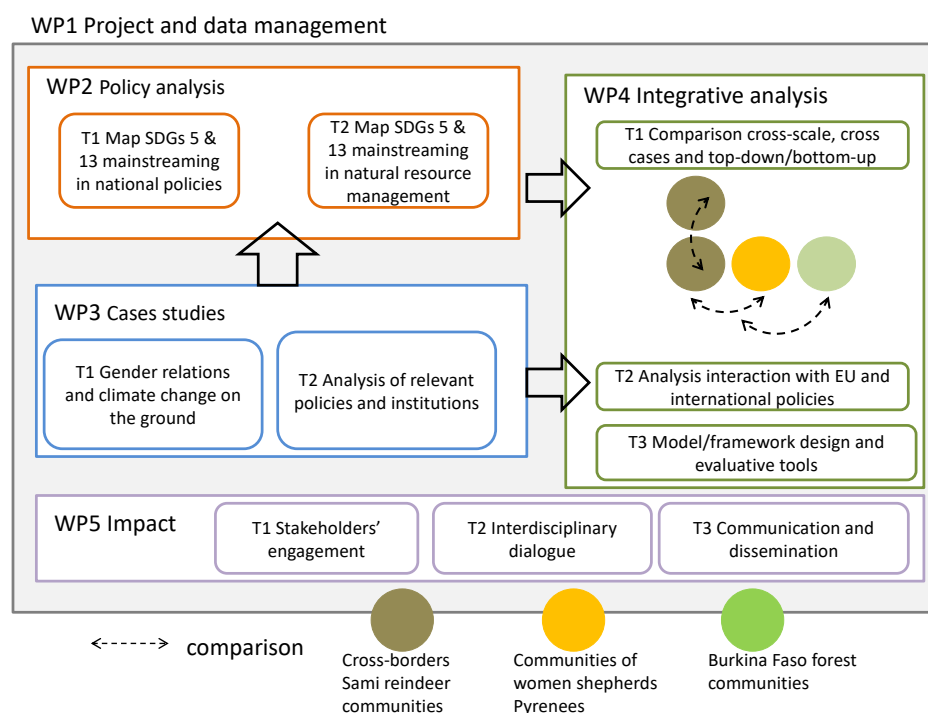 WP1 Project and data management
WP2 Policy analysis
T1 Map SDGs 5 &
13 mainstreaming
in national policies
T2 Map SDGs 5 &
13 mainstreaming
in natural resource
management
WP3 Cases studies
T1 Gender relations
and climate change on
the ground
T2 Analysis of relevant
policies and institutions
WP4 Integrative analysis
T1 Comparison cross-scale, cross
cases and top-down/bottom-up
T2 Analysis interaction with EU and
international policies
T3 Model/framework design and
evaluative tools
WP5 Impact
T1 Stakeholders’
engagement
T2 Interdisciplinary
dialogue
T3 Communication and
dissemination
comparison
Cross-borders
Sami reindeer
communities
Communities of
women shepherds
Pyrenees
Burkina Faso forest
communities